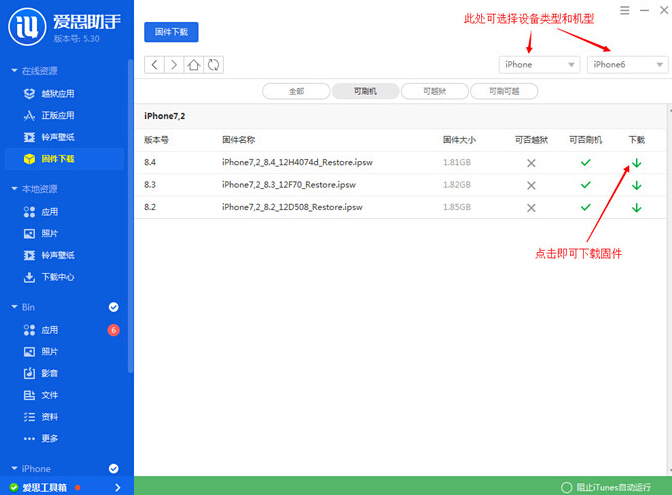 爱思助手
版本号: 5.30
在线资源
越狱应用
正版应用
铃声壁纸
固件下载
本地资源
应用
照片
铃声壁纸
下载中心
Bin
应用 6
照片
影音
文件
资料
更多
iPhone
爱思工具箱
固件下载
此处可选择设备类型和机型
iPhone iPhone6
全部 可刷机 可越狱 可刷可越
iPhone7,2
版本号 固件名称 固件大小 可否越狱 可否刷机 下载
8.4 iPhone7,2_8.4_12H4074d_Restore.ipsw 1.81GB
8.3 iPhone7,2_8.3_12F70_Restore.ipsw 1.82GB
8.2 iPhone7,2_8.2_12D508_Restore.ipsw 1.85GB
点击即可下载固件
阻止iTunes自动运行